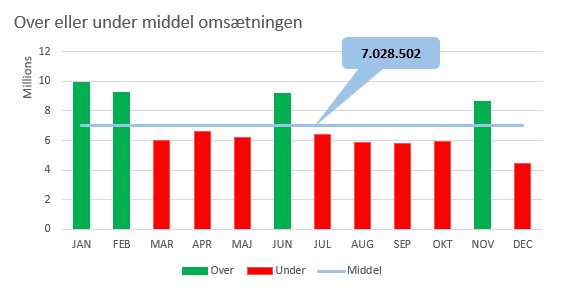 Over eller under middel omsætningen
7.028.502
Millions
12
10
8
6
4
2
0
JAN FEB MAR APR MAJ JUN JUL AUG SEP OKT NOV DEC
Over Under Middel